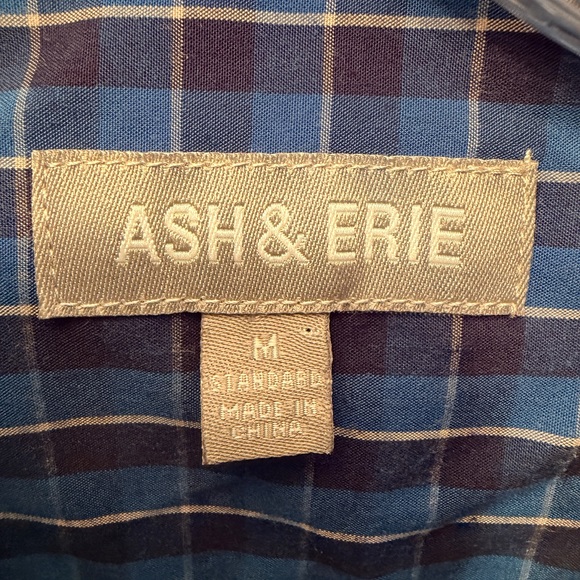 ASH & ERIE
M
STANDARD
MADE IN
CHINA